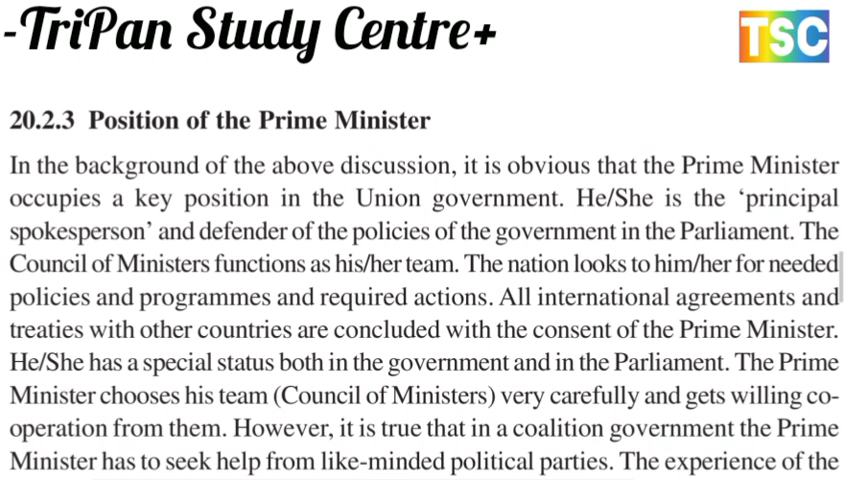 -TriPan Study Centre+
TSC
20.2.3 Position of the Prime Minister
In the background of the above discussion, it is obvious that the Prime Minister
occupies a key position in the Union government. He/She is the ‘principal
spokesperson’ and defender of the policies of the government in the Parliament. The
Council of Ministers functions as his/her team. The nation looks to him/her for needed
policies and programmes and required actions. All international agreements and
treaties with other countries are concluded with the consent of the Prime Minister.
He/She has a special status both in the government and in the Parliament. The Prime
Minister chooses his team (Council of Ministers) very carefully and gets willing co-
operation from them. However, it is true that in a coalition government the Prime
Minister has to seek help from like-minded political parties. The experience of the